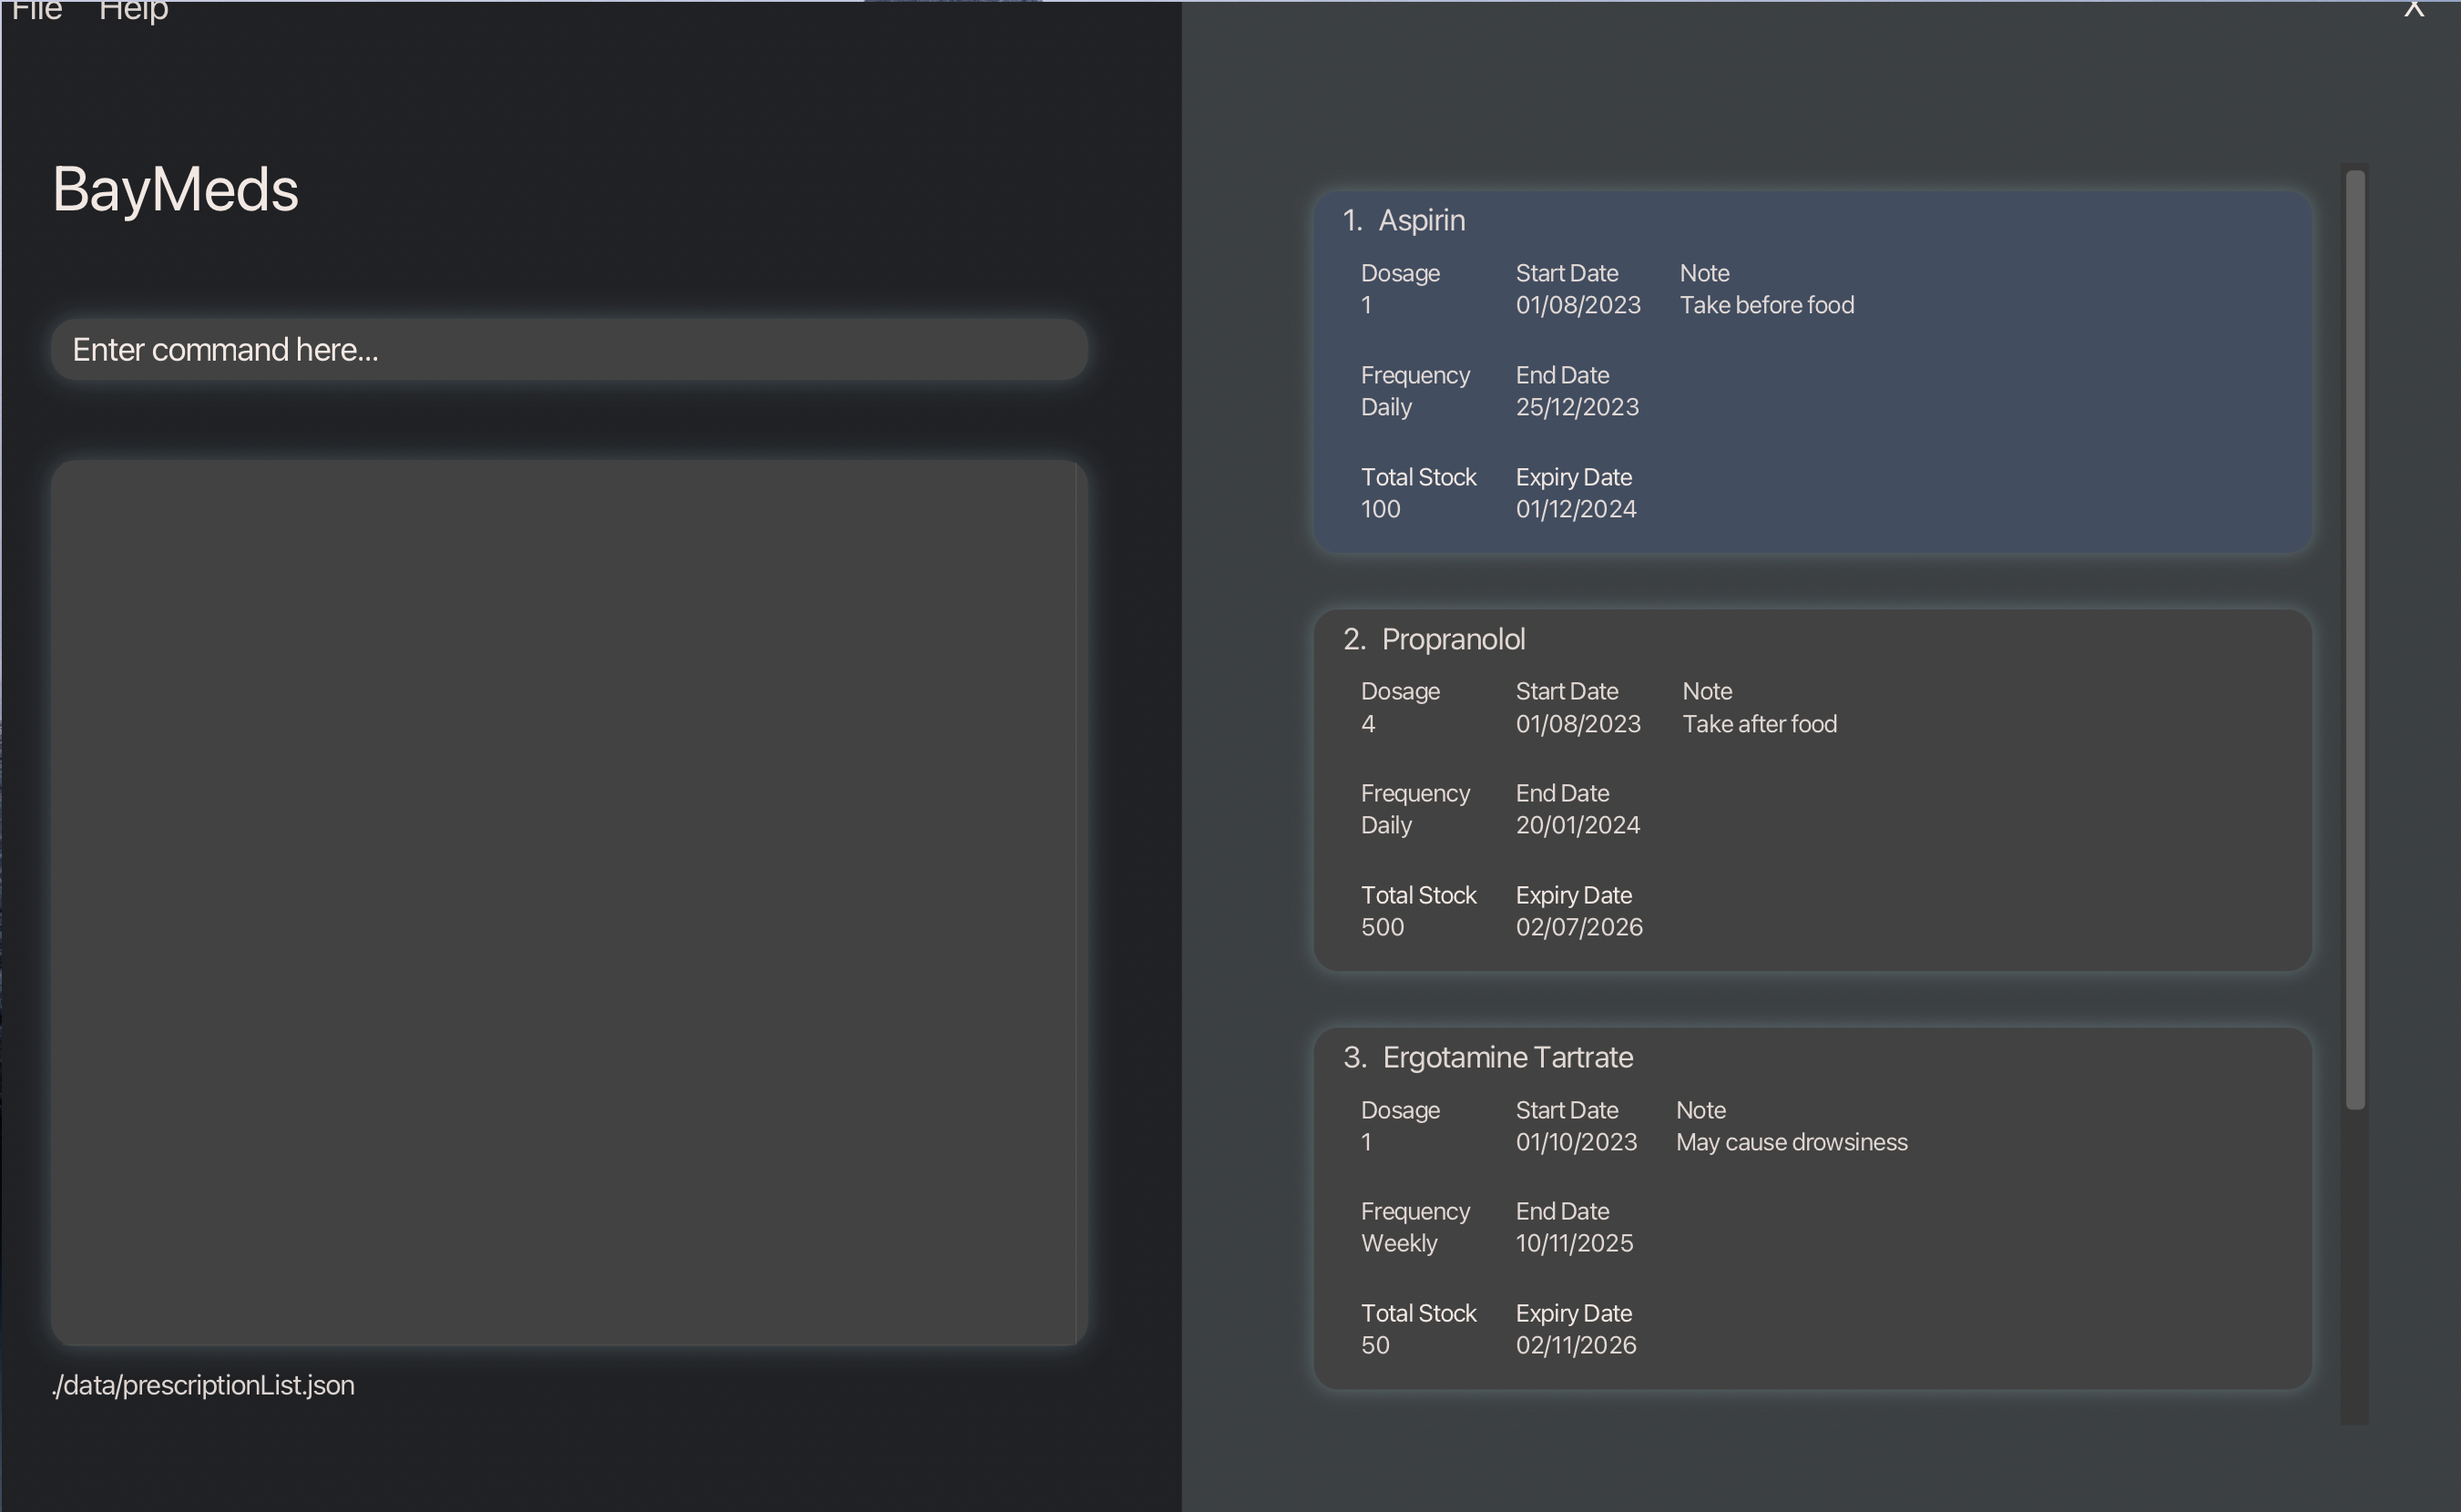 File Help
X
BayMeds
Enter command here...
./data/prescriptionList.json
1. Aspirin
Dosage Start Date Note
1 01/08/2023 Take before food
Frequency End Date
Daily 25/12/2023
Total Stock Expiry Date
100 01/12/2024
2. Propranolol
Dosage Start Date Note
4 01/08/2023 Take after food
Frequency End Date
Daily 20/01/2024
Total Stock Expiry Date
500 02/07/2026
3. Ergotamine Tartrate
Dosage Start Date Note
1 01/10/2023 May cause drowsiness
Frequency End Date
Weekly 10/11/2025
Total Stock Expiry Date
50 02/11/2026